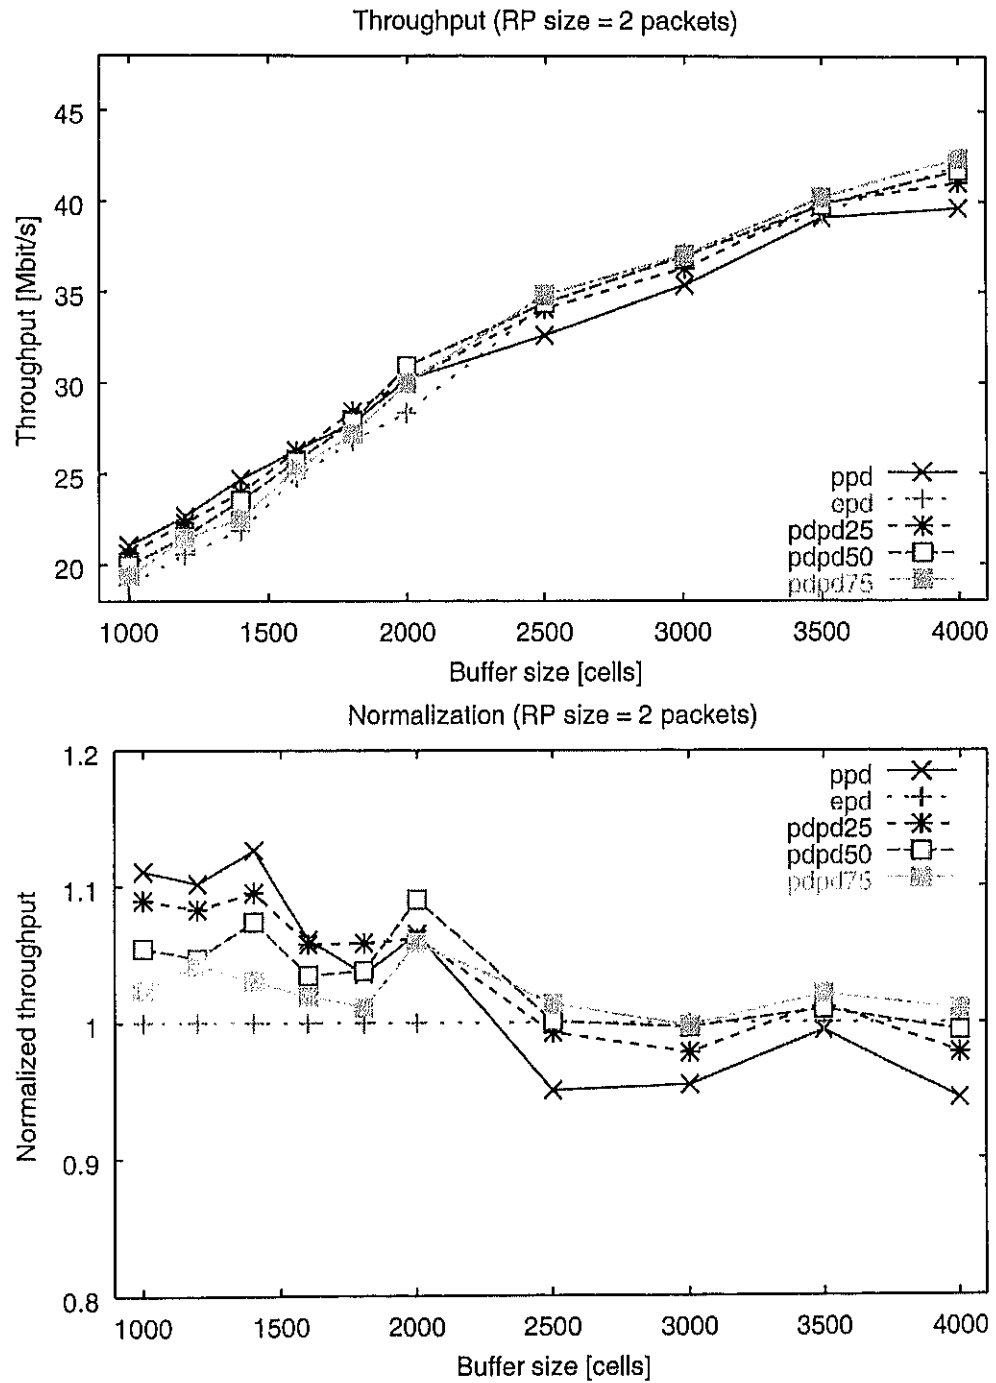 Throughput (RP size = 2 packets)
Throughput [Mbit/s]
45
40
35
30
25
20
ppd
epd
pdpd25
pdpd50
pdpd75
1000 1500 2000 2500 3000 3500 4000
Buffer size [cells]
Normalization (RP size = 2 packets)
Normalized throughput
1.2
1.1
1
0.9
0.8
ppd
epd
pdpd25
pdpd50
pdpd75
1000 1500 2000 2500 3000 3500 4000
Buffer size [cells]